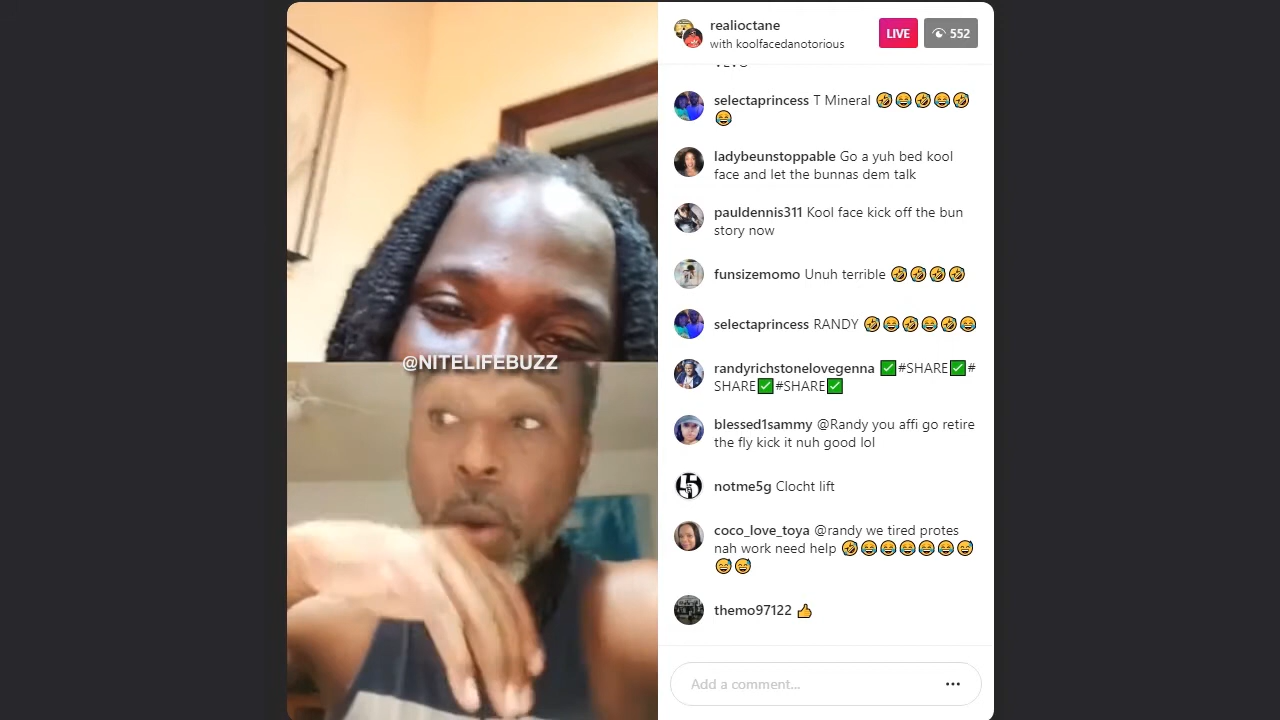 realioctane
with koolfacedanotorious
LIVE
552
selectaprincess T Mineral 🤣😂🤣😂🤣
😂
ladybeunstoppable Go a yuh bed kool
face and let the bunnas dem talk
pauldennis311 Kool face kick off the bun
story now
funsizemomo Unuh terrible 🤣🤣🤣🤣
selectaprincess RANDY 🤣😂🤣😂🤣😂
randyrichstonelovegenna ✅#SHARE✅#
SHARE✅#SHARE✅
blessed1sammy @Randy you affi go retire
the fly kick it nuh good lol
notme5g Clocht lift
coco_love_toya @randy we tired protes
nah work need help 🤣😂😂😂😂😂😅
😅😅
themo97122 👍
Add a comment...
@NITELIFEBUZZ